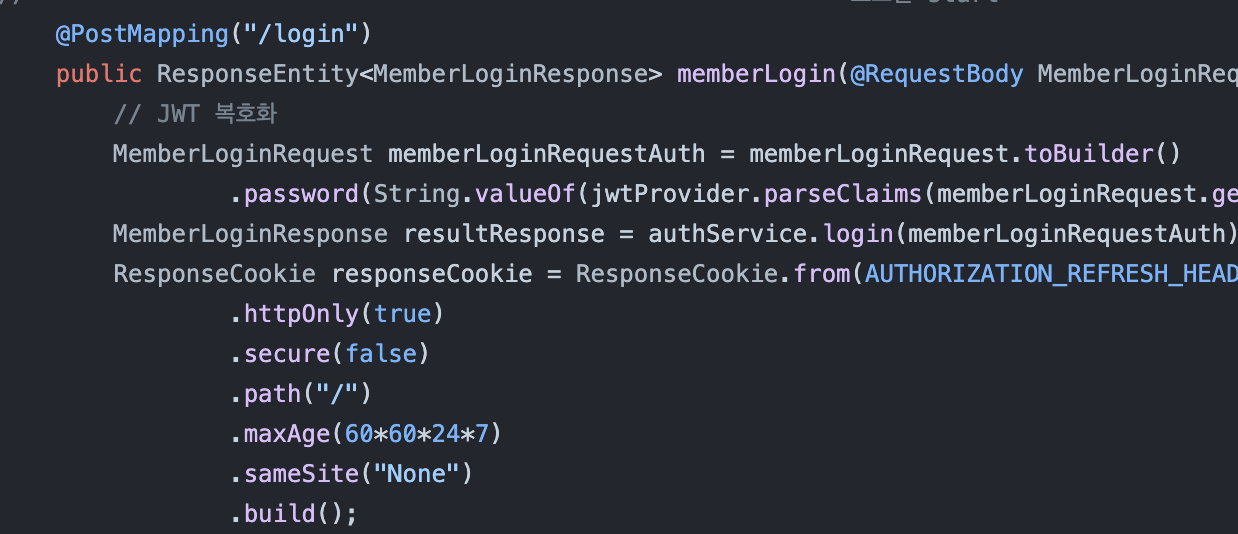 //
@PostMapping("/login")
public ResponseEntity<MemberLoginResponse> memberLogin(@RequestBody MemberLoginReq
// JWT 복호화
MemberLoginRequest memberLoginRequestAuth = memberLoginRequest.toBuilder()
.password(String.valueOf(jwtProvider.parseClaims(memberLoginRequest.ge
MemberLoginResponse resultResponse = authService.login(memberLoginRequestAuth)
ResponseCookie responseCookie = ResponseCookie.from(AUTHORIZATION_REFRESH_HEAD
.httpOnly(true)
.secure(false)
.path("/")
.maxAge(60*60*24*7)
.sameSite("None")
.build();